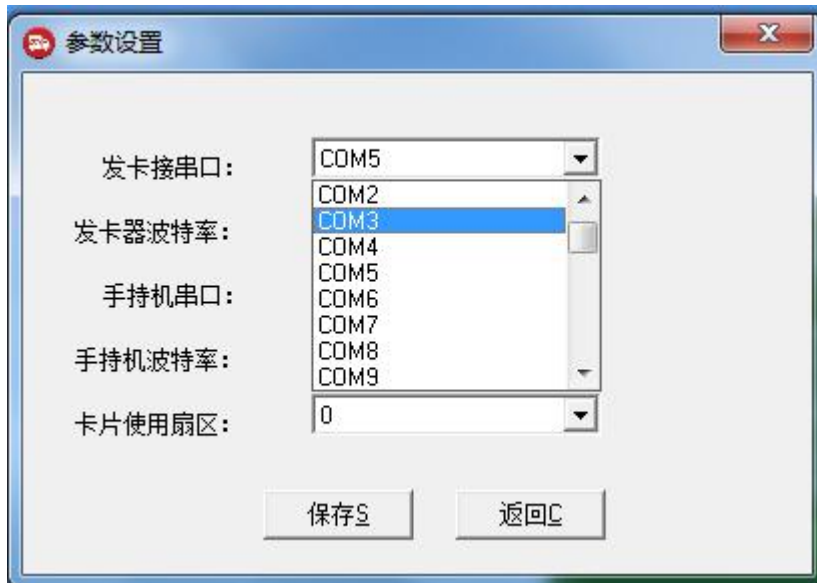 参数设置
发卡接串口： COM5
COM2
发卡器波特率： COM3
COM4
COM5
手持机串口： COM6
COM7
手持机波特率： COM8
COM9
卡片使用扇区： 0
保存S 返回C